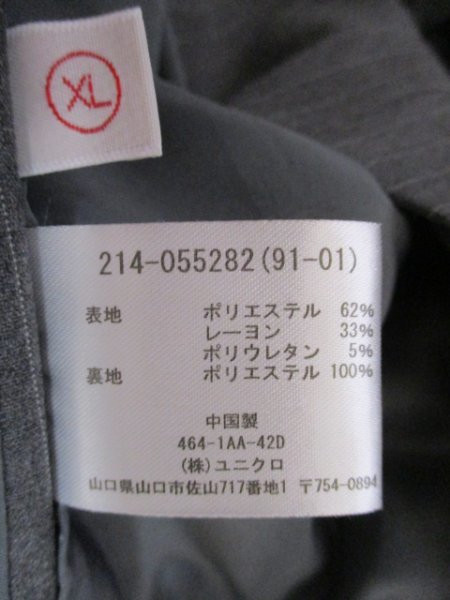 XL
214-055282(91-01)
表地 ポリエステル 62%
レーヨン 33%
ポリウレタン 5%
裏地 ポリエステル 100%
中国製
464-1AA-42D
(株)ユニクロ
山口県山口市佐山717番地1 〒754-0894